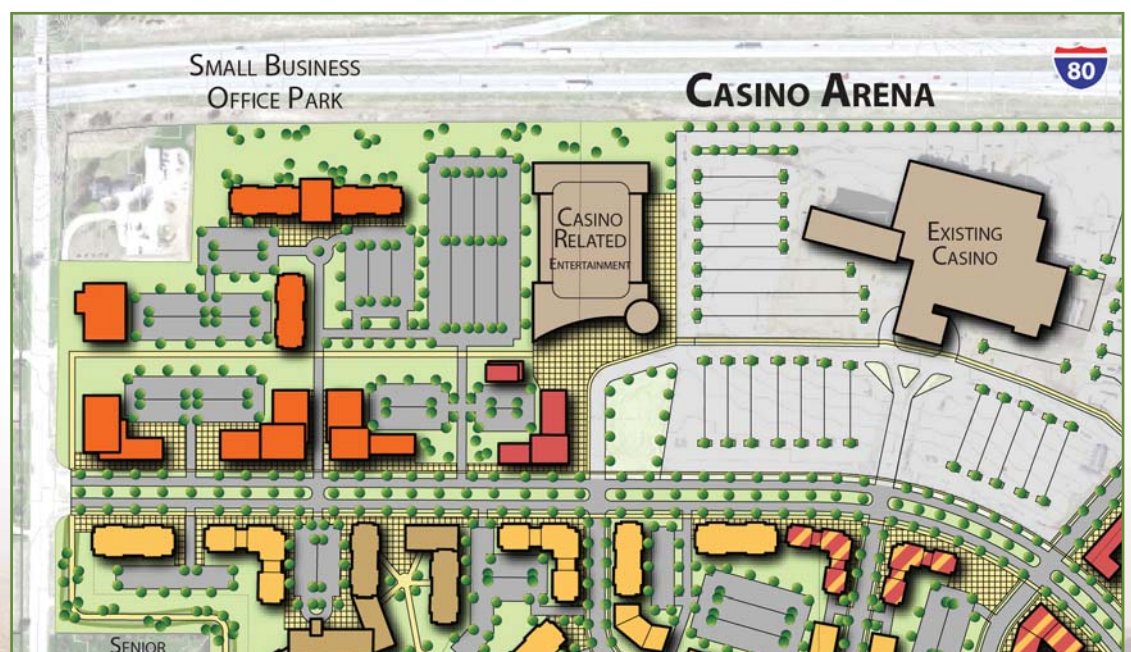 Small Business
Office Park
Casino Arena
80
Casino
Related
Entertainment
Existing
Casino
Senior